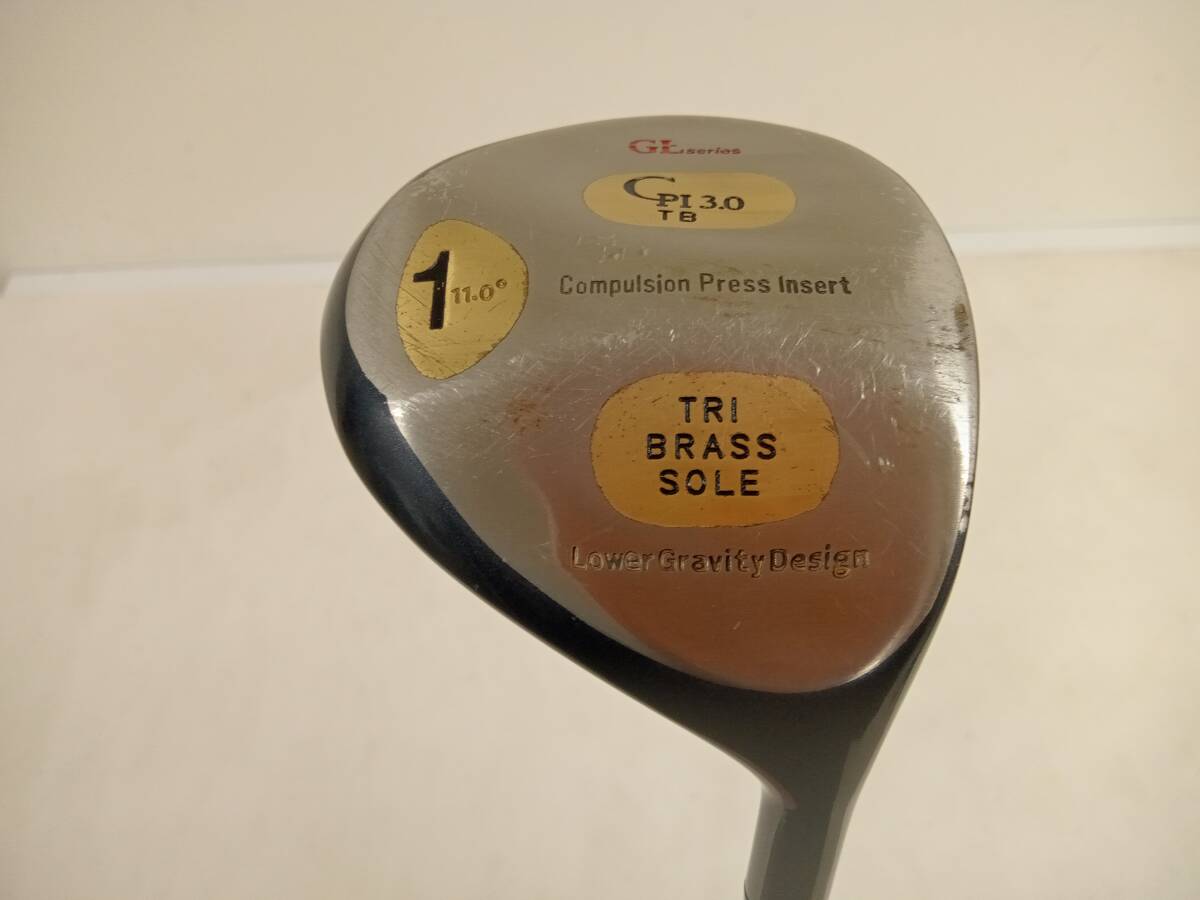 GL series
CPI 3.0
TB
1 11.0°
Compulsion Press Insert
TRI
BRASS
SOLE
Lower Gravity Design